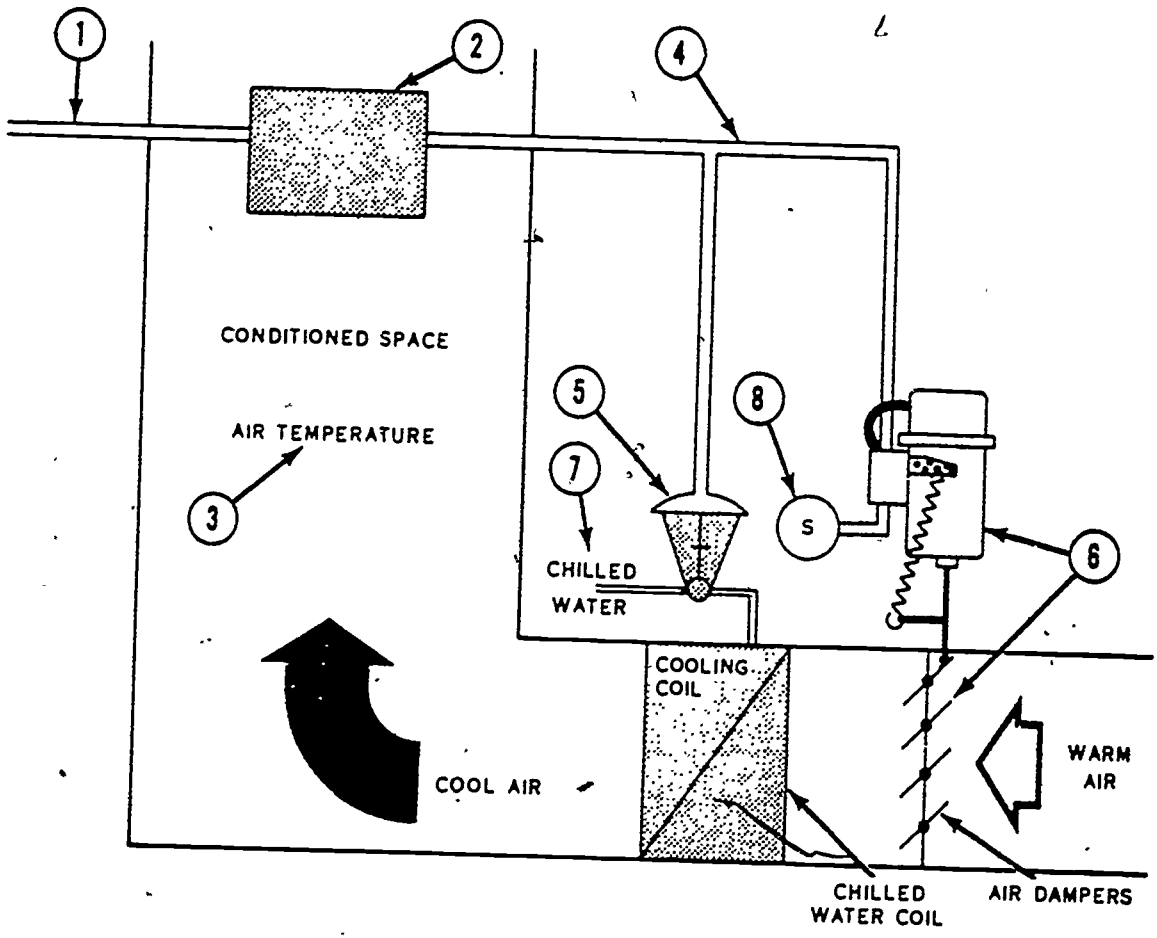 1
2
4
CONDITIONED SPACE
5
8
AIR TEMPERATURE
7
3
S
6
CHILLED
WATER
COOLING
COIL
WARM
AIR
COOL AIR
CHILLED
WATER COIL
AIR DAMPERS